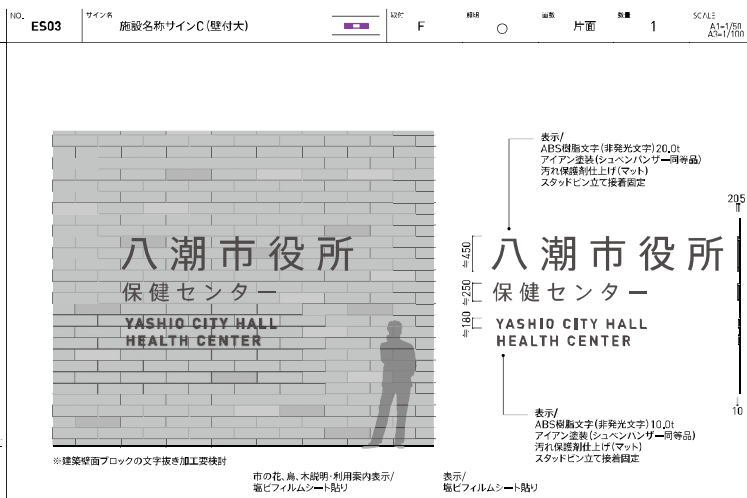 NO.
ES03
サイン名
施設名称サインC(壁付大)
取付
F
照明
○
面数
片面
数量
1
SCALE
A1=1/50
A3=1/100
八潮市役所
保健センター
YASHIO CITY HALL
HEALTH CENTER
※建築壁面ブロックの文字抜き加工要検討
表示/
ABS樹脂文字(非発光文字)20.0t
アイアン塗装(シュベンパンザー同等品)
汚れ保護剤仕上げ(マット)
スタッドピン立て接着固定
20
5
≒450
八潮市役所
≒250
保健センター
≒180
YASHIO CITY HALL
HEALTH CENTER
10
表示/
ABS樹脂文字(非発光文字)10.0t
アイアン塗装(シュベンパンザー同等品)
汚れ保護剤仕上げ(マット)
スタッドピン立て接着固定
市の花、鳥、木説明・利用案内表示/
塩ビフィルムシート貼り
表示/
塩ビフィルムシート貼り